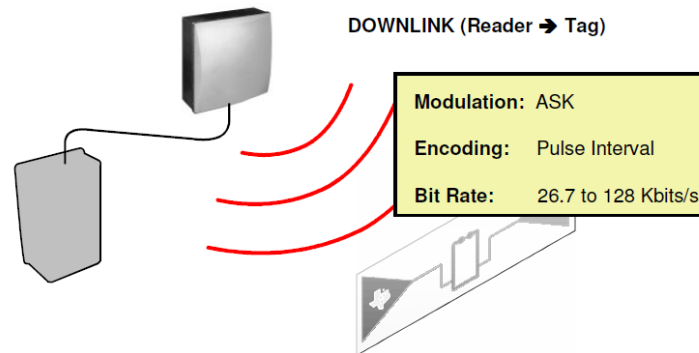 DOWNLINK (Reader ➔ Tag)
Modulation: ASK
Encoding: Pulse Interval
Bit Rate: 26.7 to 128 Kbits/s